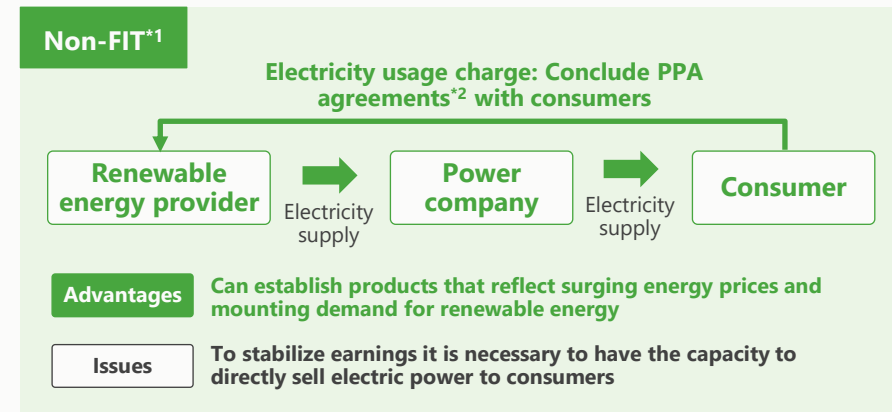 Non-FIT*1
Electricity usage charge: Conclude PPA
agreements*2 with consumers
Renewable
energy provider
Electricity
supply
Power
company
Electricity
supply
Consumer
Advantages
Can establish products that reflect surging energy prices and
mounting demand for renewable energy
Issues
To stabilize earnings it is necessary to have the capacity to
directly sell electric power to consumers